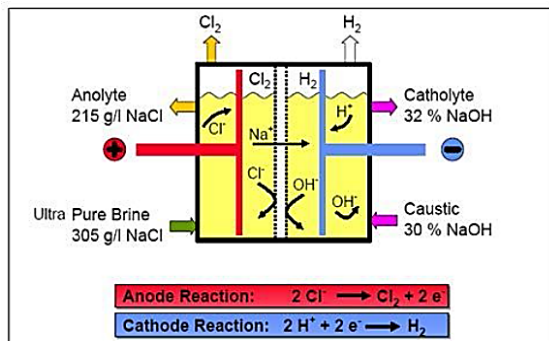 Cl₂
H₂
Cl₂
H₂
Anolyte
215 g/l NaCl
Catholyte
32 % NaOH
Cl⁻
H⁺
+
Na⁺
-
Cl⁻
OH⁻
OH⁻
Ultra Pure Brine
305 g/l NaCl
Caustic
30 % NaOH
Anode Reaction: 2 Cl⁻ → Cl₂ + 2 e⁻
Cathode Reaction: 2 H⁺ + 2 e⁻ → H₂